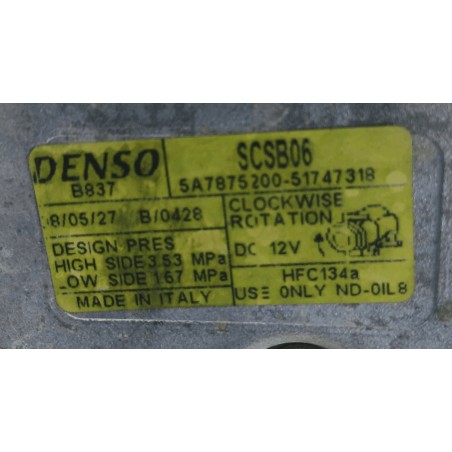 DENSO
B837
SCSB06
5A7875200-51747318
8/05/27 B/0428
CLOCKWISE
ROTATION
DC 12V
DESIGN PRES
HIGH SIDE 3.53 MPa
LOW SIDE 1.67 MPa
HFC134a
MADE IN ITALY
USE ONLY ND-OIL8